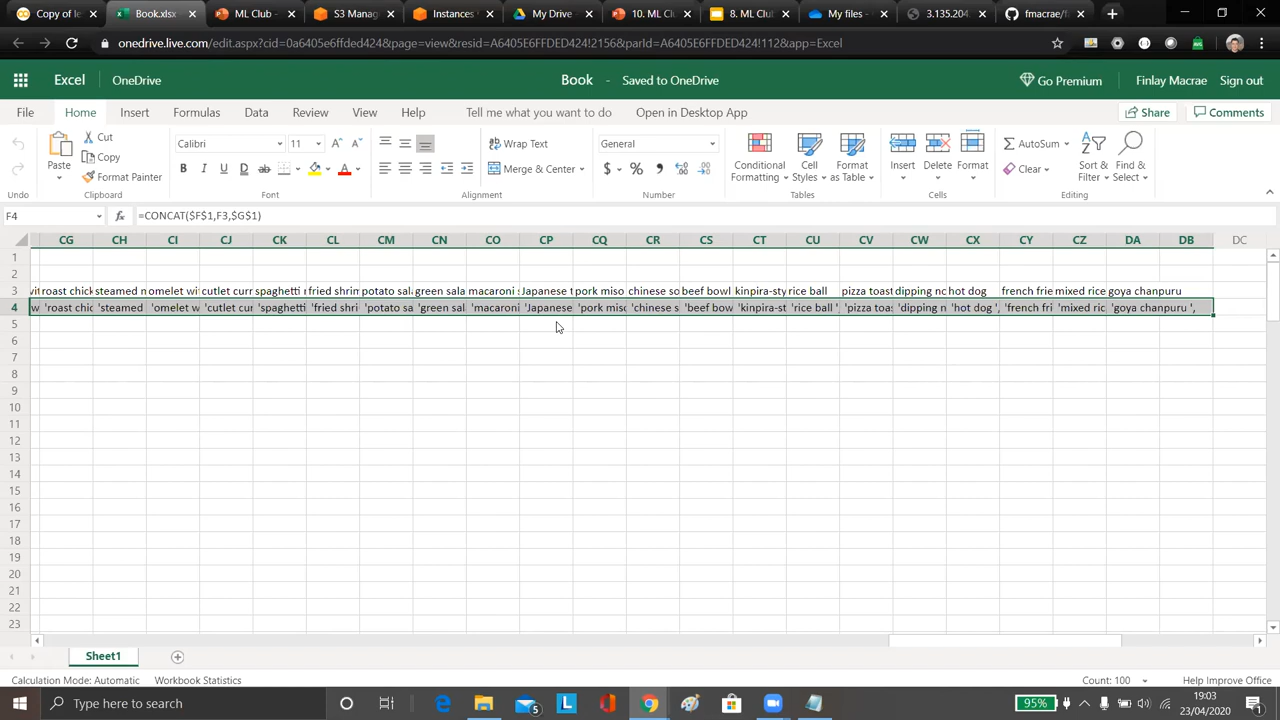 Copy of le
Book.xlsx
ML Club -
S3 Manag
Instances
My Drive
10. ML Cl
8. ML Clu
My files -
3.135.204.
fmacrae/f
onedrive.live.com/edit.aspx?cid=0a6405e6ffded424&page=view&resid=A6405E6FFDED424!2156&parId=A6405E6FFDED424!112&app=Excel
Excel OneDrive Book - Saved to OneDrive Go Premium Finlay Macrae Sign out
File Home Insert Formulas Data Review View Help Tell me what you want to do Open in Desktop App Share Comments
Paste Cut Copy Format Painter
Calibri 11 B I U D ab A
Wrap Text Merge & Center
General $ % 9
Conditional Formatting Cell Styles Format as Table
Insert Delete Format
AutoSum Clear Sort & Filter Find & Select
Undo Clipboard Font Alignment Number Tables Cells Editing
F4 fx =CONCAT($F$1,F3,$G$1)
CG CH CI CJ CK CL CM CN CO CP CQ CR CS CT CU CV CW CX CY CZ DA DB DC
1
2
3 vit roast chick steamed n omelet wi cutlet curr spaghetti fried shrim potato sal green sala macaroni Japanese t pork miso chinese so beef bowl kinpira-sty rice ball pizza toast dipping no hot dog french frie mixed rice goya chanpuru
4 w 'roast chic 'steamed 'omelet w 'cutlet cur 'spaghetti 'fried shri 'potato sa 'green sal 'macaroni 'Japanese 'pork miso 'chinese s 'beef bow 'kinpira-st 'rice ball ', 'pizza toas 'dipping n 'hot dog ', 'french fri 'mixed ric 'goya chanpuru ',
5
6
7
8
9
10
11
12
13
14
15
16
17
18
19
20
21
22
23
Sheet1
Calculation Mode: Automatic Workbook Statistics Count: 100 Help Improve Office
Type here to search 5 95% 19:03
23/04/2020